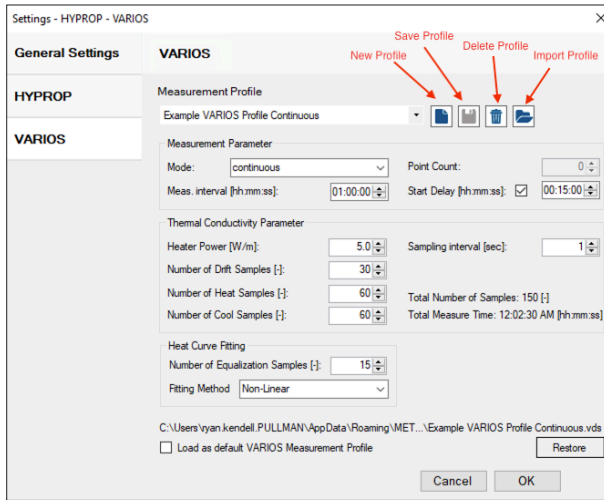 Settings - HYPROP - VARIOS
General Settings
HYPROP
VARIOS
VARIOS
Save Profile
New Profile
Delete Profile
Import Profile
Measurement Profile
Example VARIOS Profile Continuous
Measurement Parameter
Mode: continuous Point Count: 0
Meas. interval [hh:mm:ss]: 01:00:00 Start Delay [hh:mm:ss]: 00:15:00
Thermal Conductivity Parameter
Heater Power [W/m]: 5.0 Sampling interval [sec]: 1
Number of Drift Samples [-]: 30
Number of Heat Samples [-]: 60 Total Number of Samples: 150 [-]
Number of Cool Samples [-]: 60 Total Measure Time: 12:02:30 AM [hh:mm:ss]
Heat Curve Fitting
Number of Equalization Samples [-]: 15
Fitting Method Non-Linear
C:\Users\ryan.kendell.PULLMAN\AppData\Roaming\MET...\Example VARIOS Profile Continuous.vds
Load as default VARIOS Measurement Profile Restore
Cancel OK